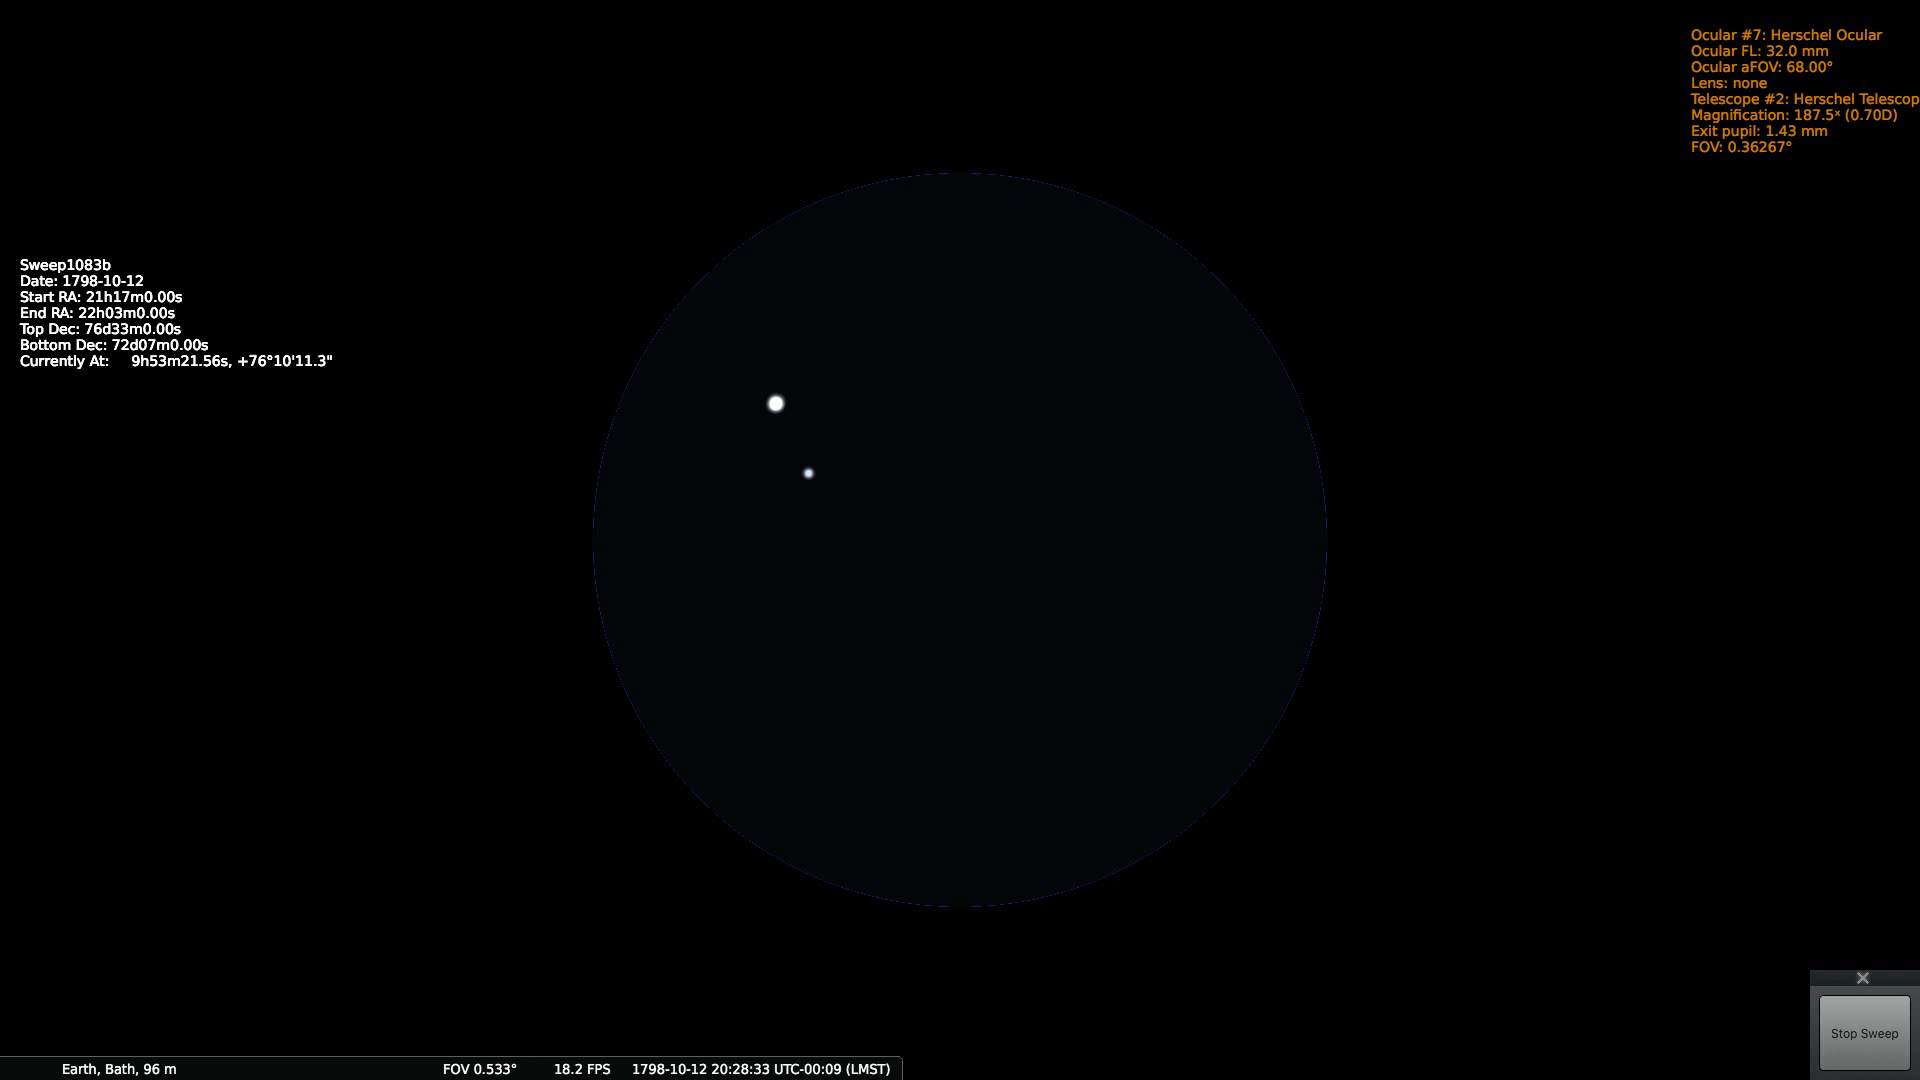 Ocular #7: Herschel Ocular
Ocular FL: 32.0 mm
Ocular aFOV: 68.00°
Lens: none
Telescope #2: Herschel Telescop
Magnification: 187.5ˣ (0.70D)
Exit pupil: 1.43 mm
FOV: 0.36267°
Sweep1083b
Date: 1798-10-12
Start RA: 21h17m0.00s
End RA: 22h03m0.00s
Top Dec: 76d33m0.00s
Bottom Dec: 72d07m0.00s
Currently At: 9h53m21.56s, +76°10'11.3"
Stop Sweep
Earth, Bath, 96 m FOV 0.533° 18.2 FPS 1798-10-12 20:28:33 UTC-00:09 (LMST)